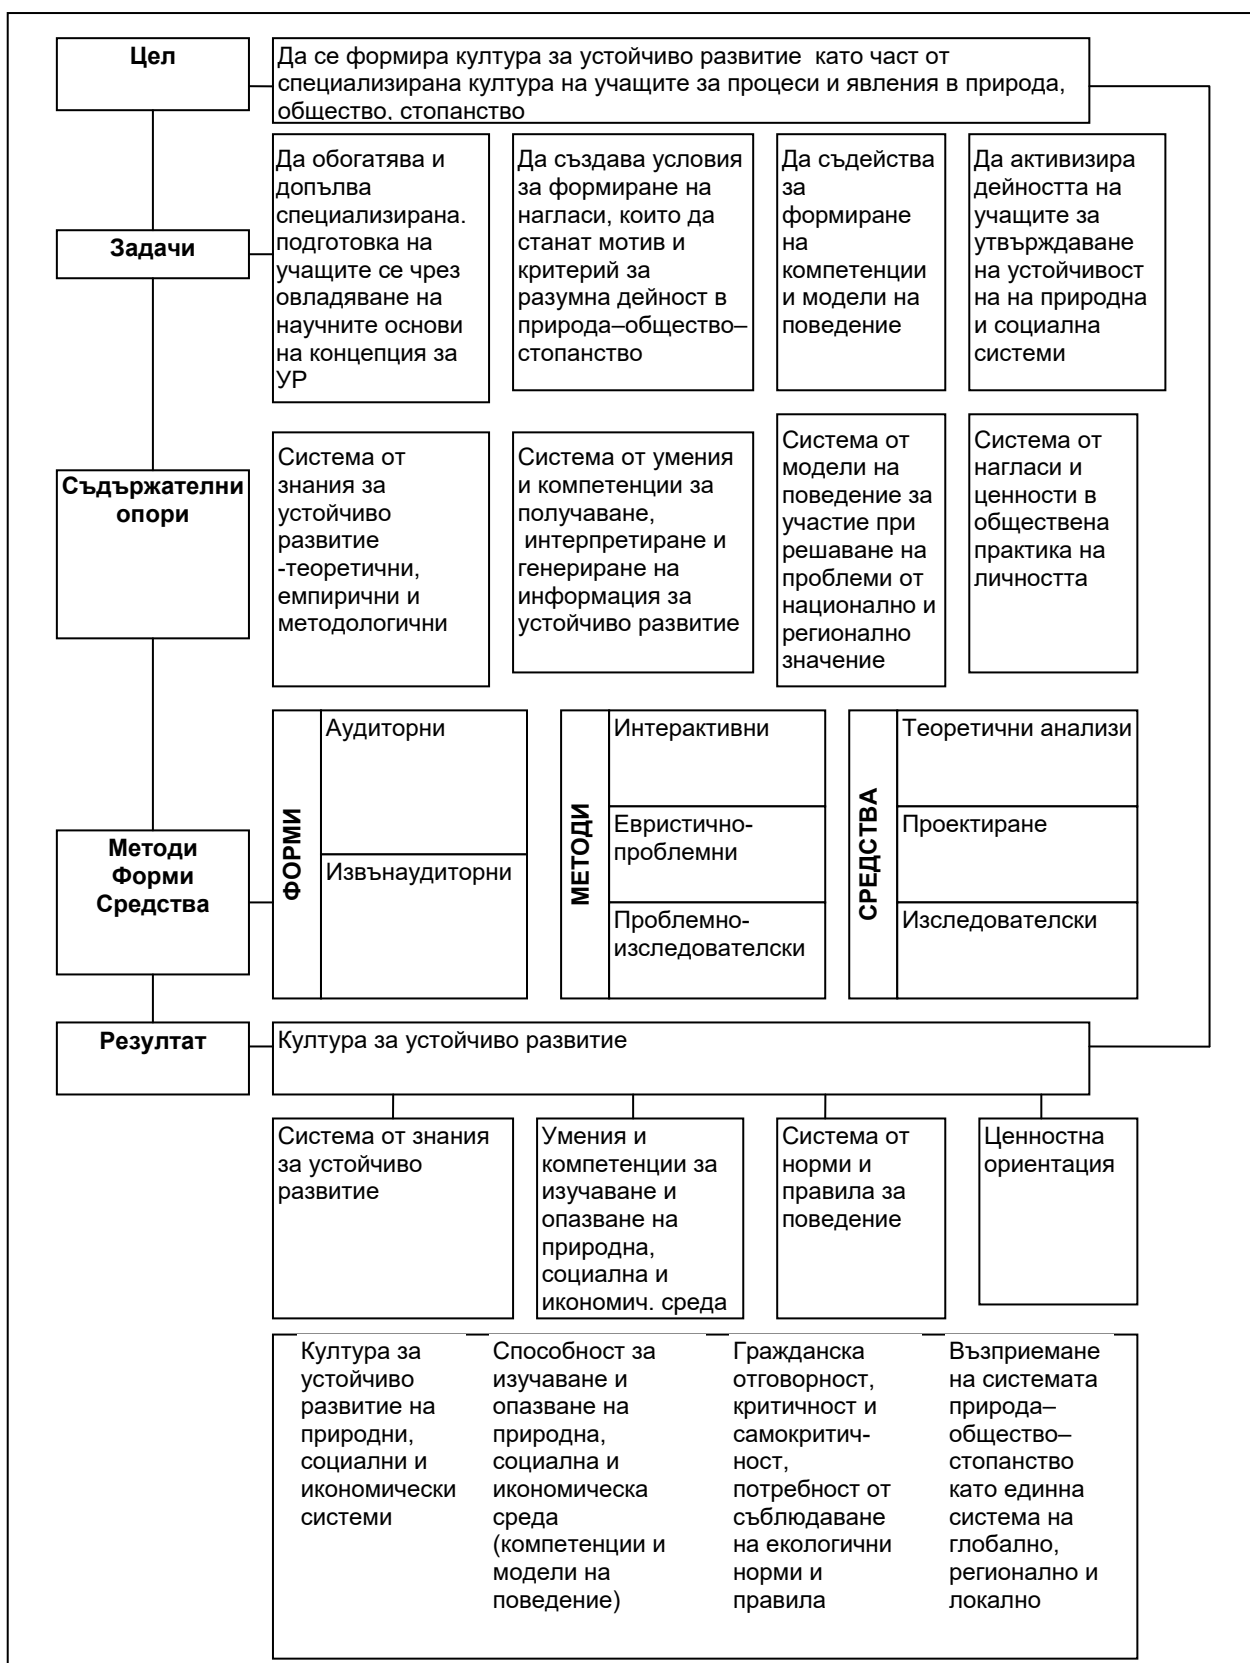 Цел
Да се формира култура за устойчиво развитие като част от
специализирана култура на учащите за процеси и явления в природа,
общество, стопанство
Задачи
Да обогатява и
допълва
специализирана.
подготовка на
учащите се чрез
овладяване на
научните основи
на концепция за
УР
Да създава условия
за формиране на
нагласи, които да
станат мотив и
критерий за
разумна дейност в
природа–общество–
стопанство
Да съдейства
за
формиране
на
компетенции
и модели на
поведение
Да активизира
дейността на
учащите за
утвърждаване
на устойчивост
на на природна
и социална
системи
Съдържателни
опори
Система от
знания за
устойчиво
развитие
-теоретични,
емпирични и
методологични
Система от умения
и компетенции за
получаване,
интерпретиране и
генериране на
информация за
устойчиво развитие
Система от
модели на
поведение за
участие при
решаване на
проблеми от
национално и
регионално
значение
Система от
нагласи и
ценности в
обществена
практика на
личността
Методи
Форми
Средства
ФОРМИ
Аудиторни
Извънаудиторни
МЕТОДИ
Интерактивни
Евристично-
проблемни
Проблемно-
изследователски
СРЕДСТВА
Теоретични анализи
Проектиране
Изследователски
Резултат
Култура за устойчиво развитие
Система от знания
за устойчиво
развитие
Умения и
компетенции за
изучаване и
опазване на
природна,
социална и
икономич. среда
Система от
норми и
правила за
поведение
Ценностна
ориентация
Култура за
устойчиво
развитие на
природни,
социални и
икономически
системи
Способност за
изучаване и
опазване на
природна,
социална и
икономическа
среда
(компетенции и
модели на
поведение)
Гражданска
отговорност,
критичност и
самокритич-
ност,
потребност от
съблюдаване
на екологични
норми и
правила
Възприемане
на системата
природа–
общество–
стопанство
като единна
система на
глобално,
регионално и
локално